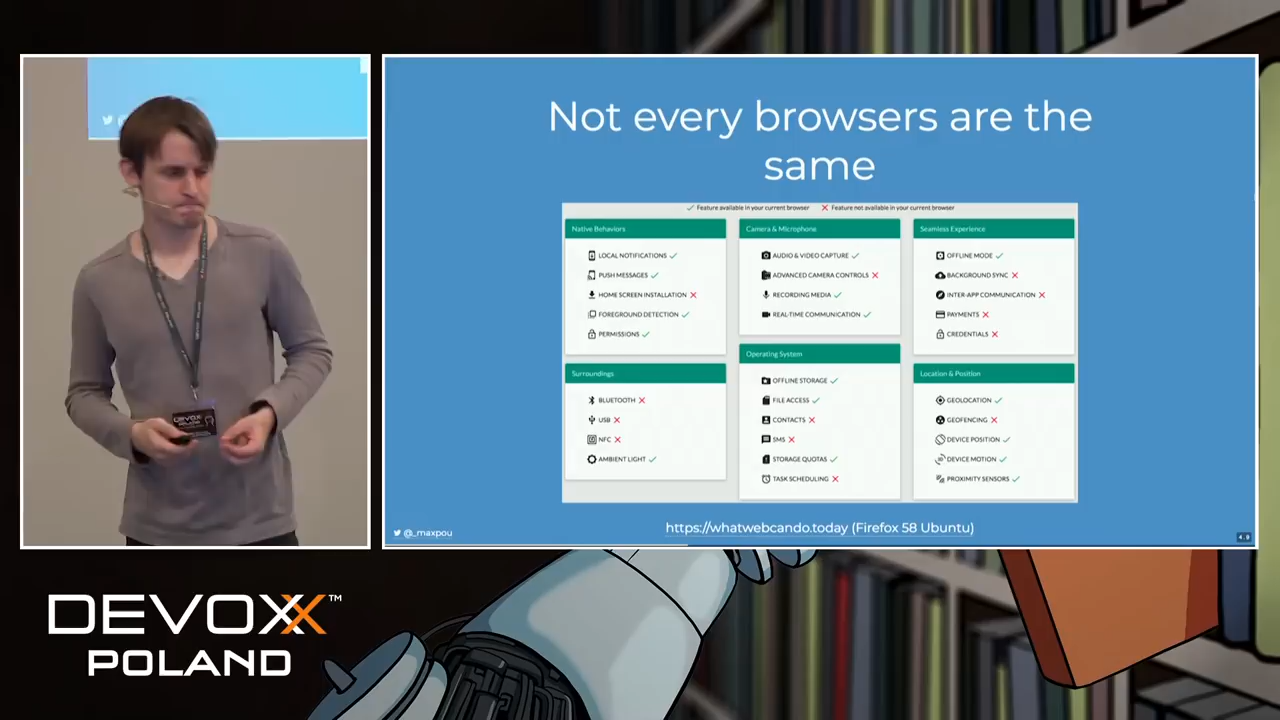 Not every browsers are the
same
Feature available in your current browser
Feature not available in your current browser
Native Behaviors
LOCAL NOTIFICATIONS
PUSH MESSAGES
HOME SCREEN INSTALLATION
FOREGROUND DETECTION
PERMISSIONS
Surroundings
BLUETOOTH
USB
NFC
AMBIENT LIGHT
Camera & Microphone
AUDIO & VIDEO CAPTURE
ADVANCED CAMERA CONTROLS
RECORDING MEDIA
REAL-TIME COMMUNICATION
Operating System
OFFLINE STORAGE
FILE ACCESS
CONTACTS
SMS
STORAGE QUOTAS
TASK SCHEDULING
Seamless Experience
OFFLINE MODE
BACKGROUND SYNC
INTER-APP COMMUNICATION
PAYMENTS
CREDENTIALS
Location & Position
GEOLOCATION
GEOFENCING
DEVICE POSITION
DEVICE MOTION
PROXIMITY SENSORS
https://whatwebcando.today (Firefox 58 Ubuntu)
@_maxpou
4.9
DEVOXX
POLAND
DEVOXX™
POLAND